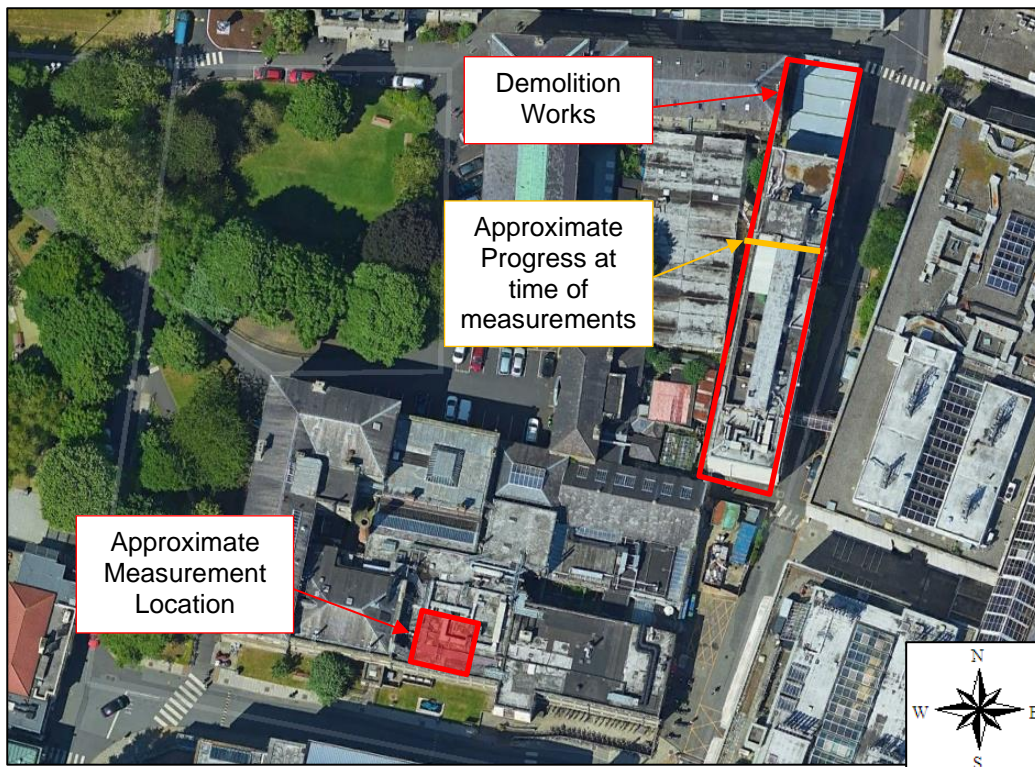 Demolition
Works
Approximate
Progress at
time of
measurements
Approximate
Measurement
Location
N
W
E
S